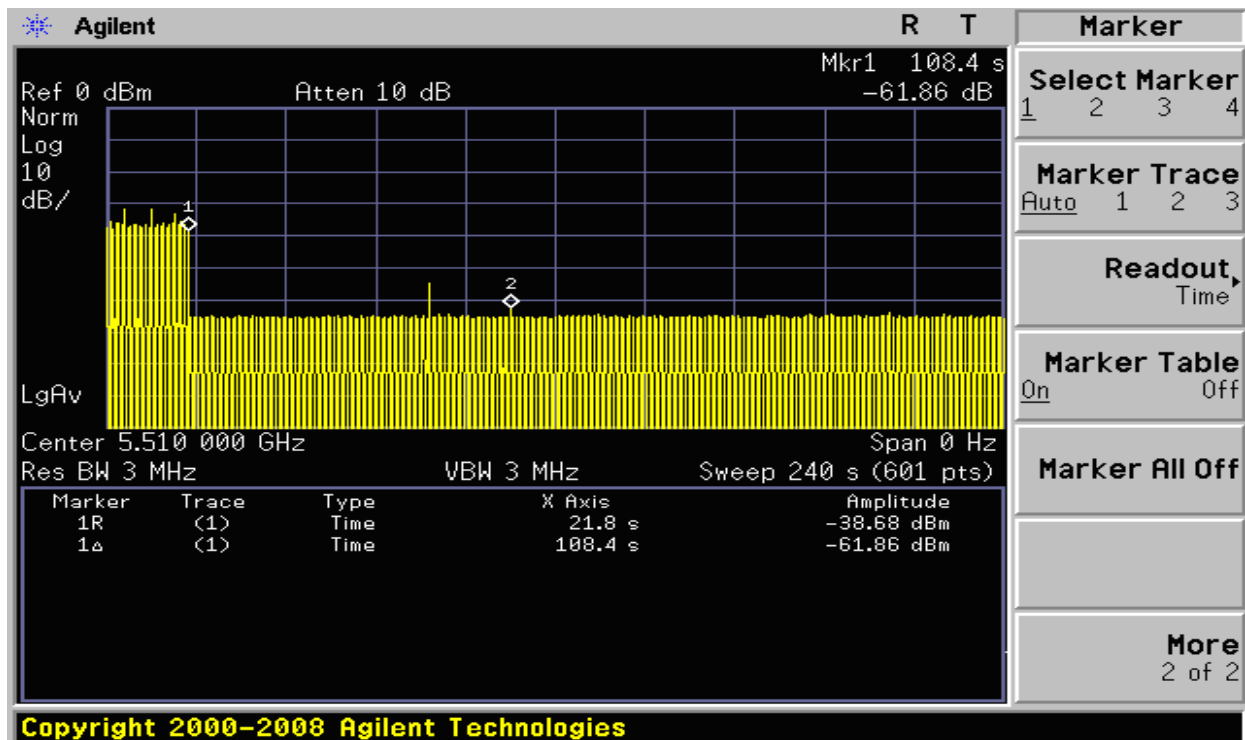 Agilent R T
Mkr1 108.4 s
Ref 0 dBm Atten 10 dB -61.86 dB
Norm
Log
10
dB/
1
2
LgAv
Center 5.510 000 GHz Span 0 Hz
Res BW 3 MHz VBW 3 MHz Sweep 240 s (601 pts)
Marker Trace Type X Axis Amplitude
1R (1) Time 21.8 s -38.68 dBm
1Δ (1) Time 108.4 s -61.86 dBm
Copyright 2000-2008 Agilent Technologies
Marker
Select Marker
1 2 3 4
Marker Trace
Auto 1 2 3
Readout
Time
Marker Table
On Off
Marker All Off
More
2 of 2